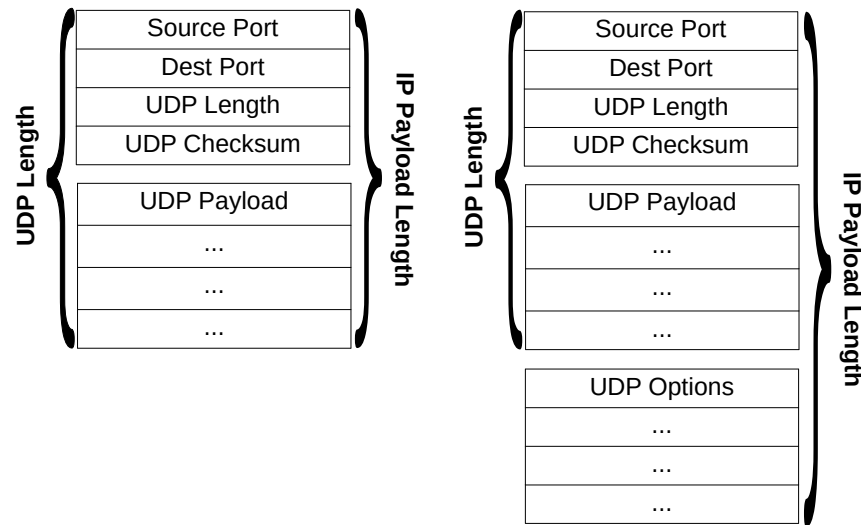 Source Port
Dest Port
UDP Length
UDP Checksum
UDP Payload
...
...
...
UDP Length
IP Payload Length
Source Port
Dest Port
UDP Length
UDP Checksum
UDP Payload
...
...
...
UDP Options
...
...
...
UDP Length
IP Payload Length